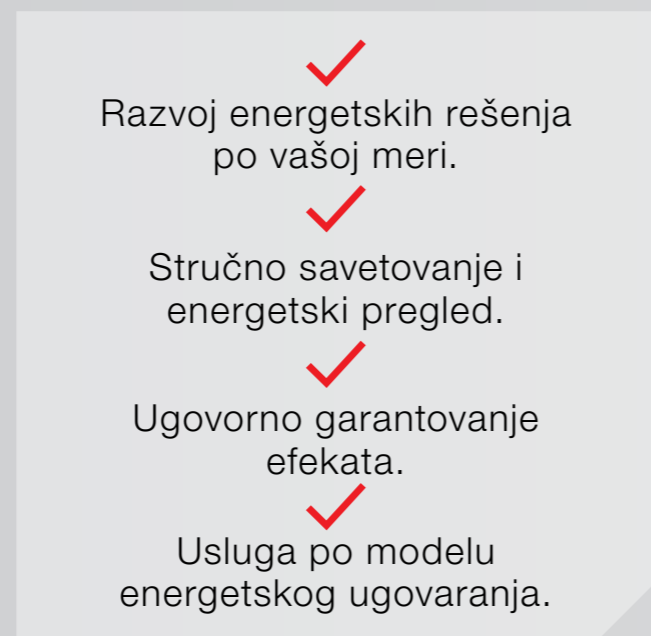 Razvoj energetskih rešenja
po vašoj meri.
Stručno savetovanje i
energetski pregled.
Ugovorno garantovanje
efekata.
Usluga po modelu
energetskog ugovaranja.